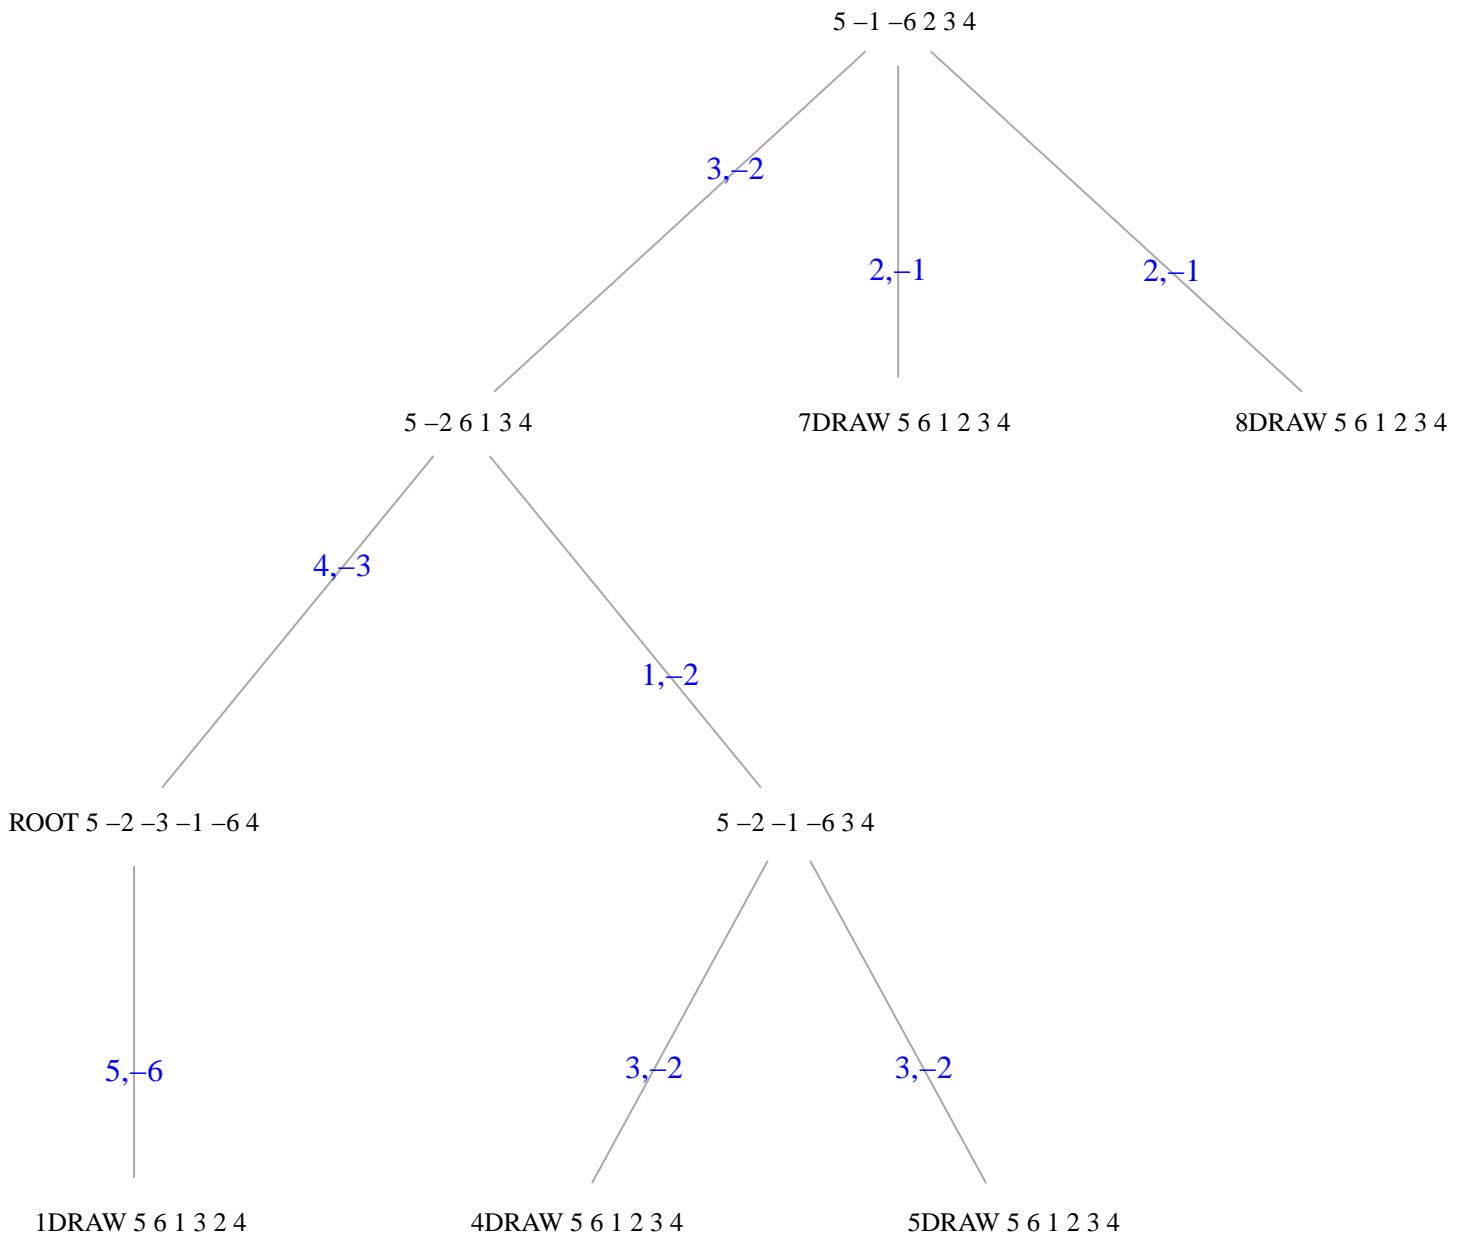 5 –1 –6 2 3 4
3,–2
2,–1
2,–1
5 –2 6 1 3 4
7DRAW 5 6 1 2 3 4
8DRAW 5 6 1 2 3 4
4,–3
1,–2
ROOT 5 –2 –3 –1 –6 4
5 –2 –1 –6 3 4
5,–6
3,–2
3,–2
1DRAW 5 6 1 3 2 4
4DRAW 5 6 1 2 3 4
5DRAW 5 6 1 2 3 4